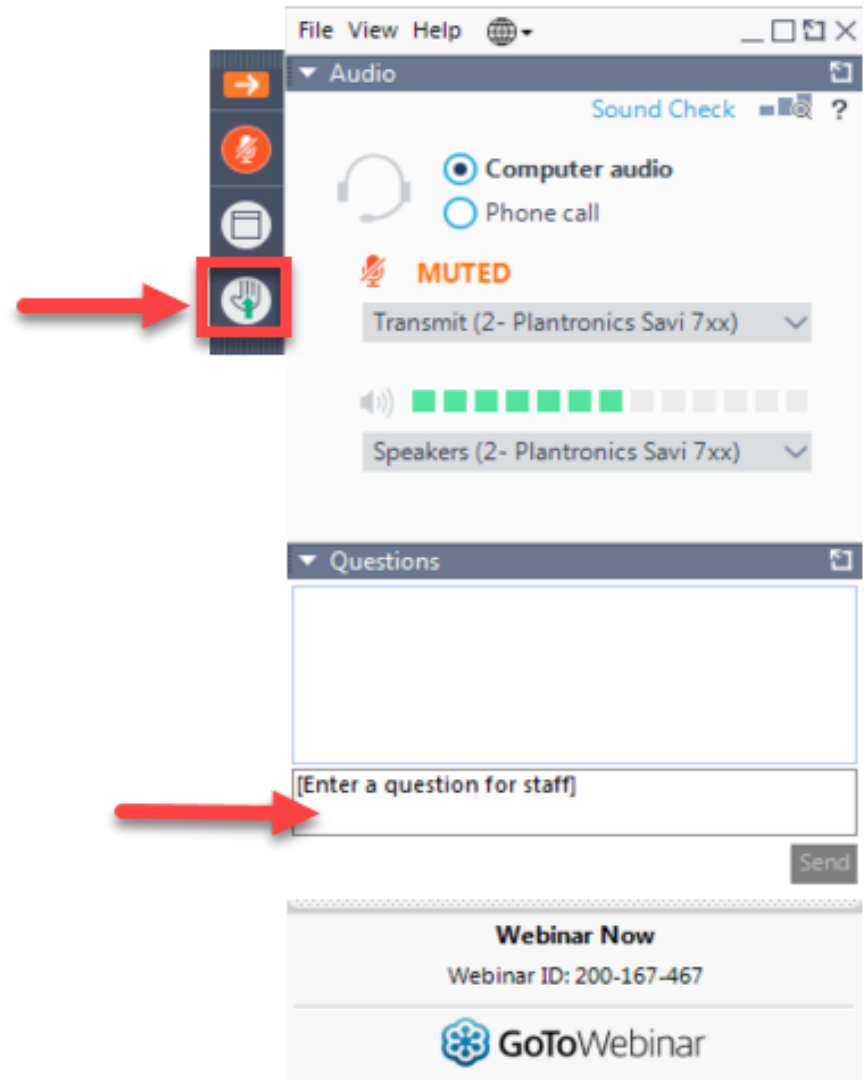 File View Help
Audio
Sound Check ?
Computer audio
Phone call
MUTED
Transmit (2- Plantronics Savi 7xx)
Speakers (2- Plantronics Savi 7xx)
Questions
[Enter a question for staff]
Send
Webinar Now
Webinar ID: 200-167-467
GoToWebinar